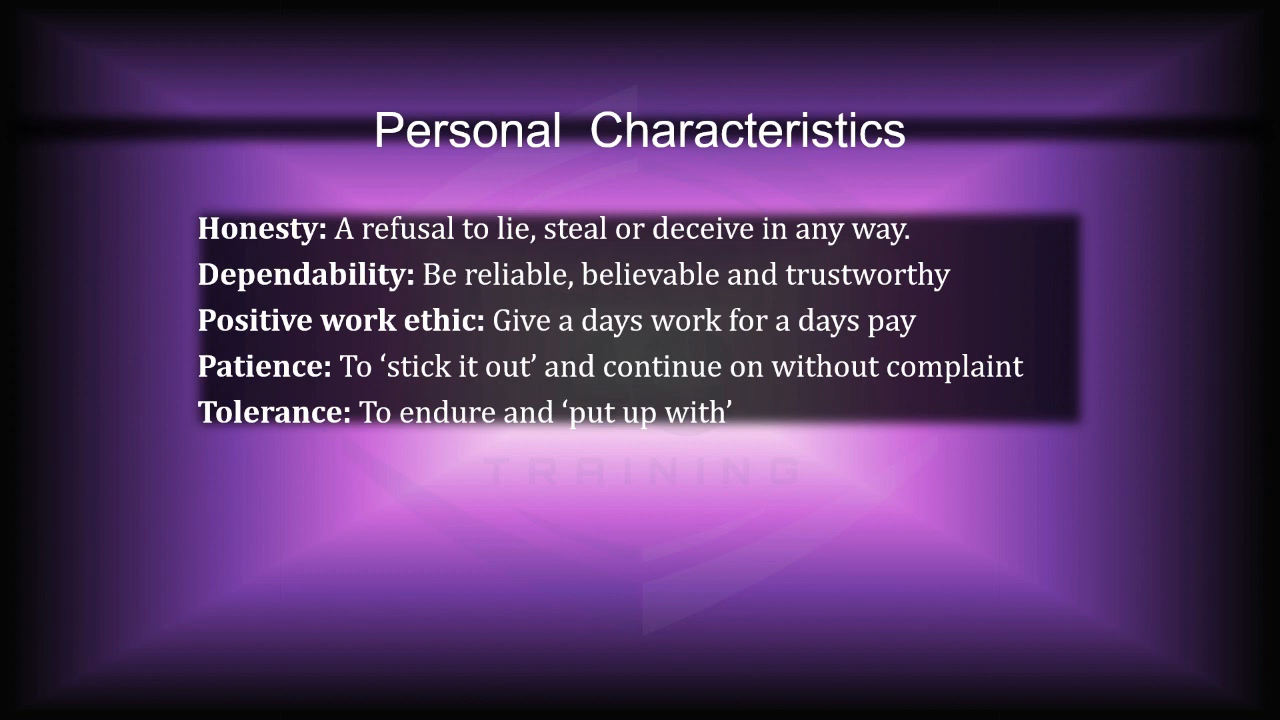 Personal Characteristics
Honesty: A refusal to lie, steal or deceive in any way.
Dependability: Be reliable, believable and trustworthy
Positive work ethic: Give a days work for a days pay
Patience: To ‘stick it out’ and continue on without complaint
Tolerance: To endure and ‘put up with’
TRAINING